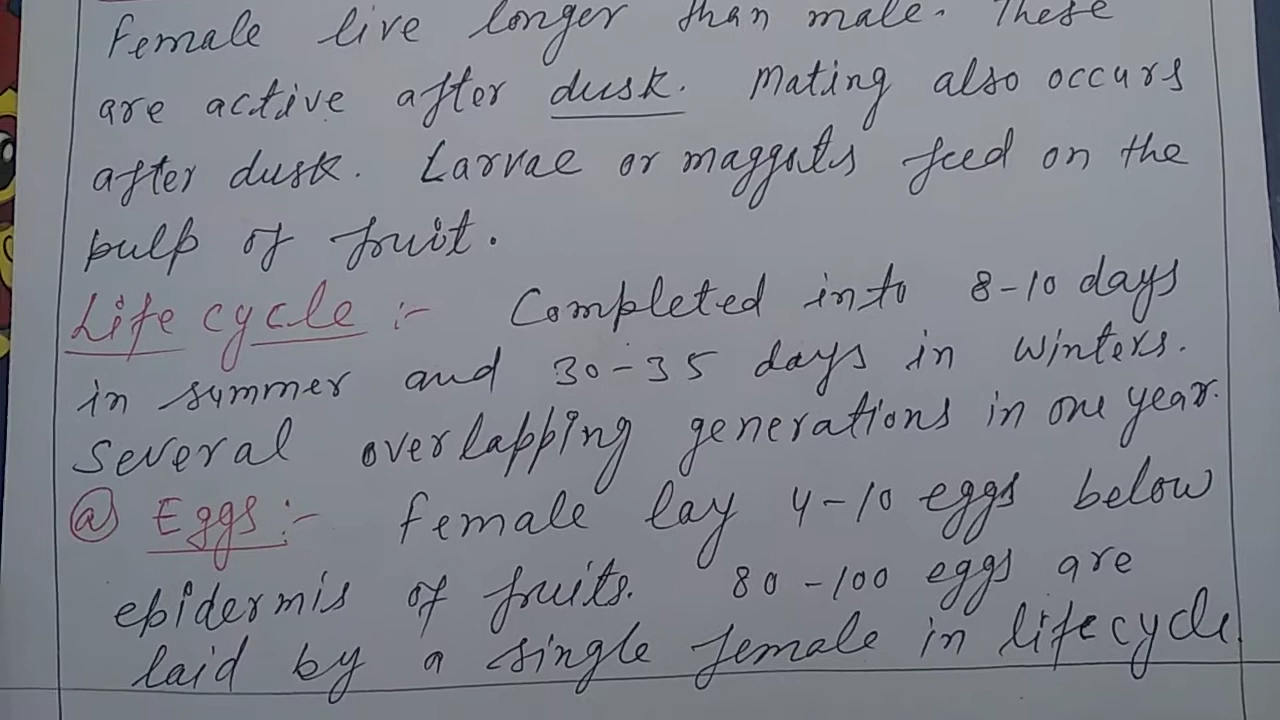 Female live longer than male. These
are active after dusk. Mating also occurs
after dusk. Larvae or maggots feed on the
pulp of fruit.
Life cycle :- Completed into 8-10 days
in summer and 30-35 days in winters.
Several overlapping generations in one year.
(a) Eggs :- Female lay 4-10 eggs below
epidermis of fruits. 80-100 eggs are
laid by a single female in lifecycle.